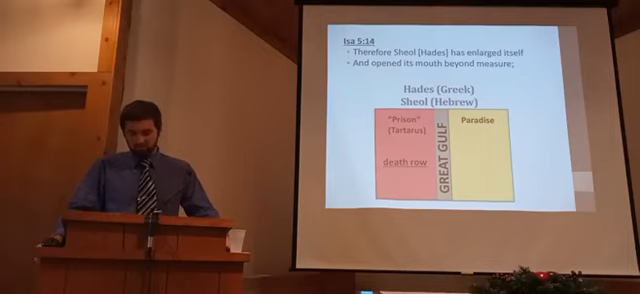 Isa 5:14
• Therefore Sheol [Hades] has enlarged itself
• And opened its mouth beyond measure;
Hades (Greek)
Sheol (Hebrew)
"Prison"
(Tartarus)
death row
GREAT GULF
Paradise